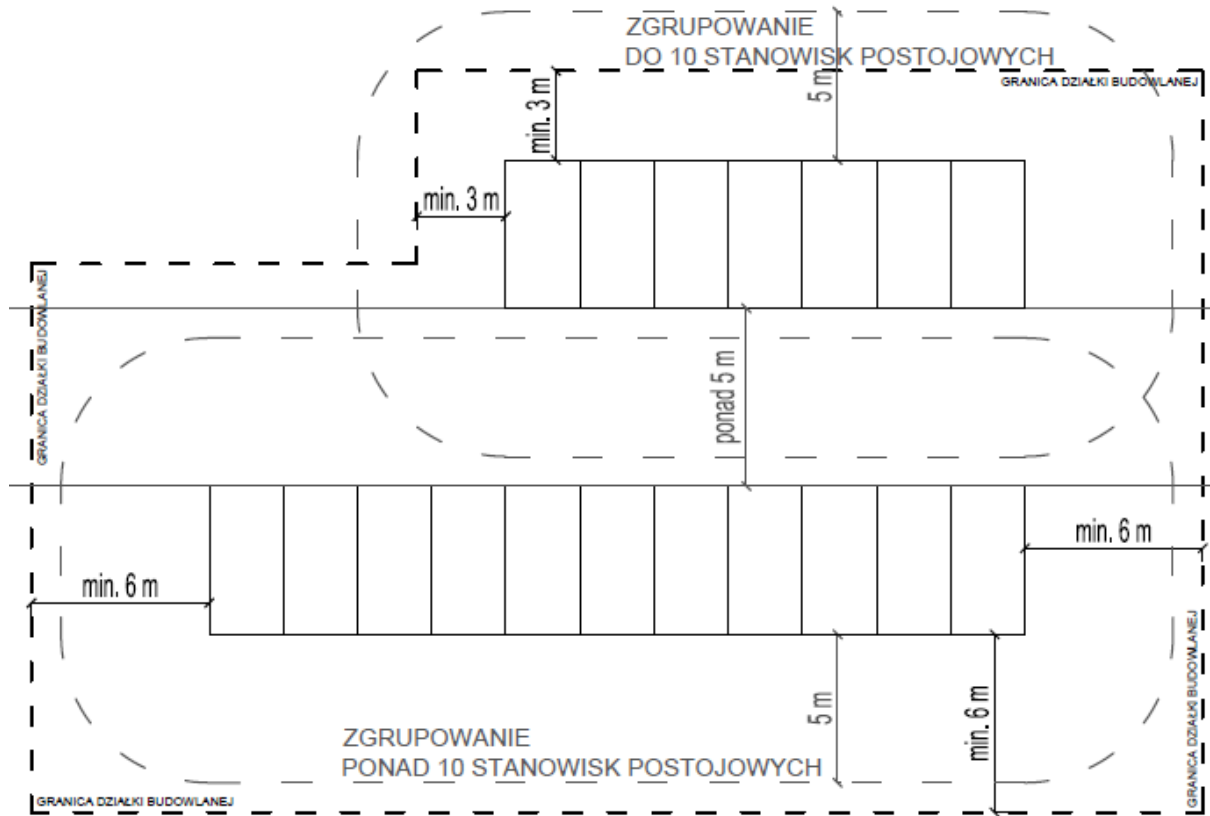 ZGRUPOWANIE
DO 10 STANOWISK POSTOJOWYCH
GRANICA DZIAŁKI BUDOWLANEJ
min. 3 m
5 m
min. 3 m
GRANICA DZIAŁKI BUDOWLANEJ
ponad 5 m
min. 6 m
min. 6 m
5 m
min. 6 m
GRANICA DZIAŁKI BUDOWLANEJ
ZGRUPOWANIE
PONAD 10 STANOWISK POSTOJOWYCH
GRANICA DZIAŁKI BUDOWLANEJ